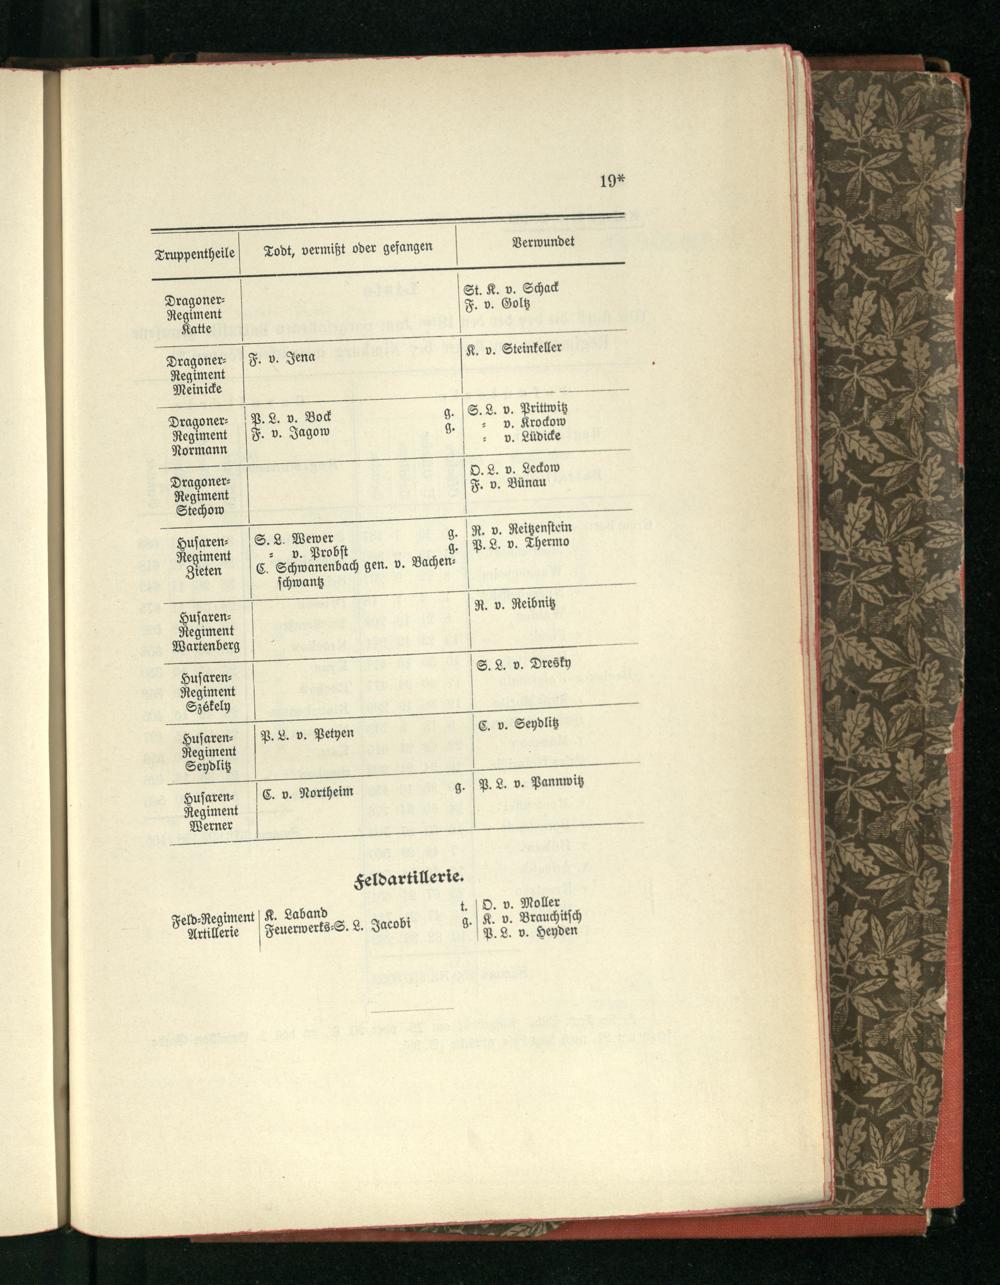 19*
Truppentheile Todt, vermißt oder gefangen Verwundet
Dragoner-
Regiment
Katte
St. K. v. Schack
F. v. Goltz
Dragoner-
Regiment
Meinicke
F. v. Jena
K. v. Steinkeller
Dragoner-
Regiment
Normann
P. L. v. Bock g.
F. v. Jagow g.
S. L. v. Prittwitz
= v. Krockow
= v. Lüdicke
Dragoner-
Regiment
Stechow
O. L. v. Leckow
F. v. Bünau
Husaren-
Regiment
Zieten
S. L. Wewer g.
= v. Probst g.
C. Schwanenbach gen. v. Bachen-
schwantz
R. v. Reitzenstein
P. L. v. Thermo
Husaren-
Regiment
Wartenberg
R. v. Reibnitz
Husaren-
Regiment
Székely
S. L. v. Dresky
Husaren-
Regiment
Seydlitz
P. L. v. Petyen
C. v. Seydlitz
Husaren-
Regiment
Werner
C. v. Northeim g.
P. L. v. Pannwitz
Feldartillerie.
Feld-Regiment
Artillerie
K. Laband t.
Feuerwerks-S. L. Jacobi g.
O. v. Moller
K. v. Brauchitsch
P. L. v. Heyden